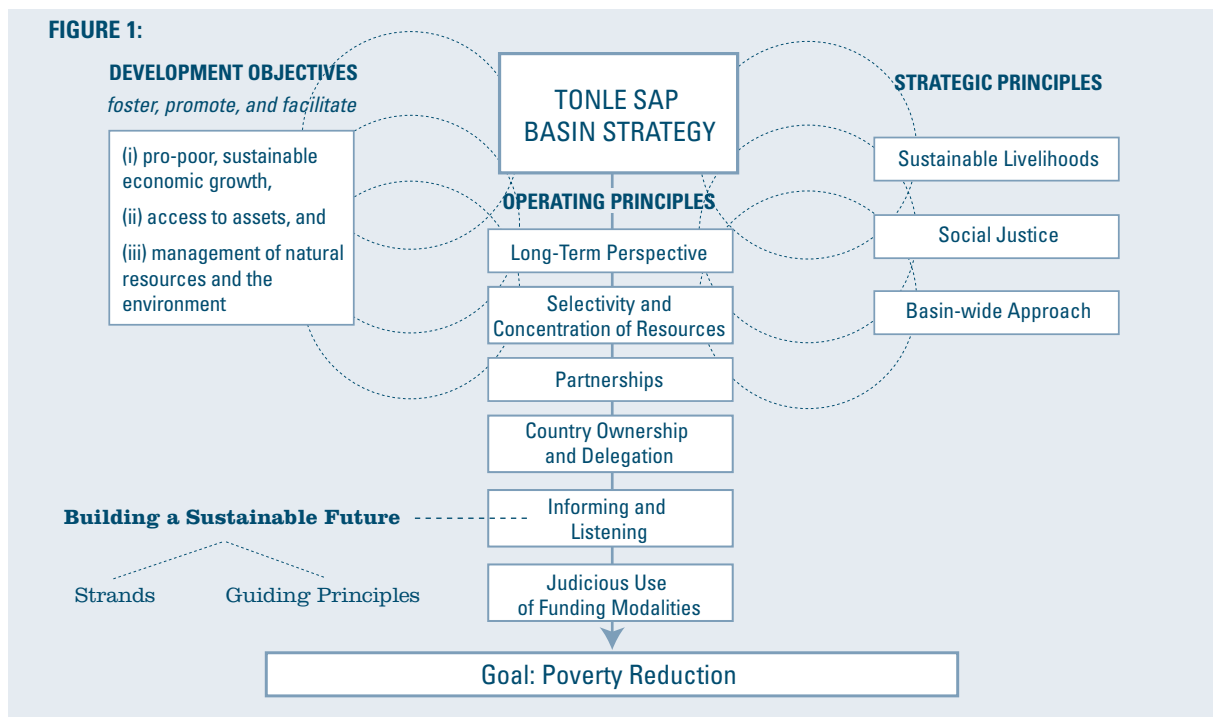 FIGURE 1:
DEVELOPMENT OBJECTIVES
foster, promote, and facilitate
(i) pro-poor, sustainable
economic growth,
(ii) access to assets, and
(iii) management of natural
resources and the
environment
TONLE SAP
BASIN STRATEGY
OPERATING PRINCIPLES
Long-Term Perspective
Selectivity and
Concentration of Resources
Partnerships
Country Ownership
and Delegation
Informing and
Listening
Judicious Use
of Funding Modalities
STRATEGIC PRINCIPLES
Sustainable Livelihoods
Social Justice
Basin-wide Approach
Building a Sustainable Future
Strands
Guiding Principles
Goal: Poverty Reduction